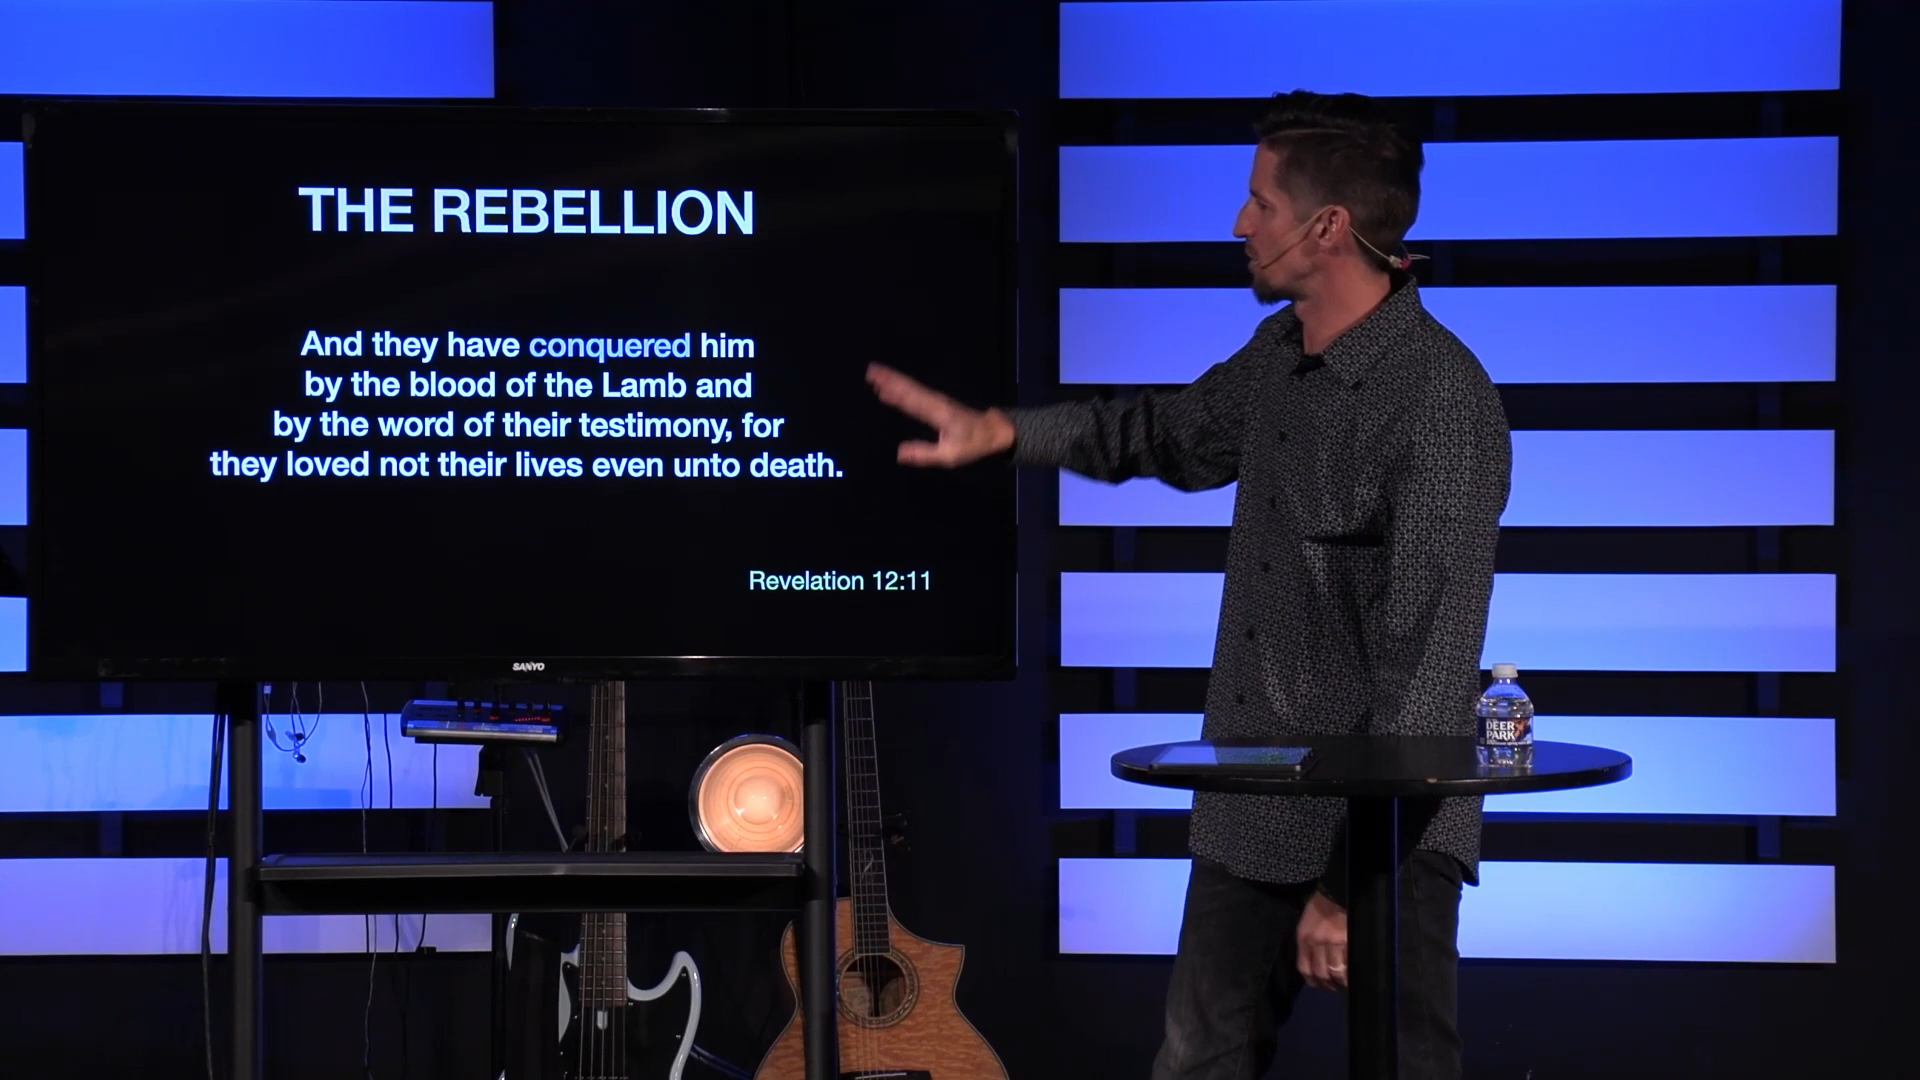 THE REBELLION
And they have conquered him
by the blood of the Lamb and
by the word of their testimony, for
they loved not their lives even unto death.
Revelation 12:11
SANYO
DEER
PARK